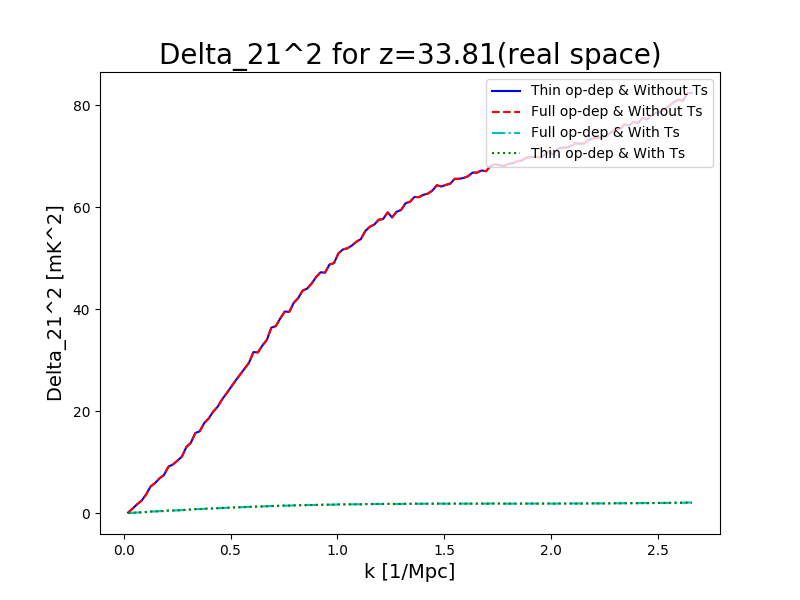 Delta_21^2 for z=33.81(real space)
Thin op-dep & Without Ts
Full op-dep & Without Ts
Full op-dep & With Ts
Thin op-dep & With Ts
80
60
40
20
0
Delta_21^2 [mK^2]
0.0 0.5 1.0 1.5 2.0 2.5
k [1/Mpc]